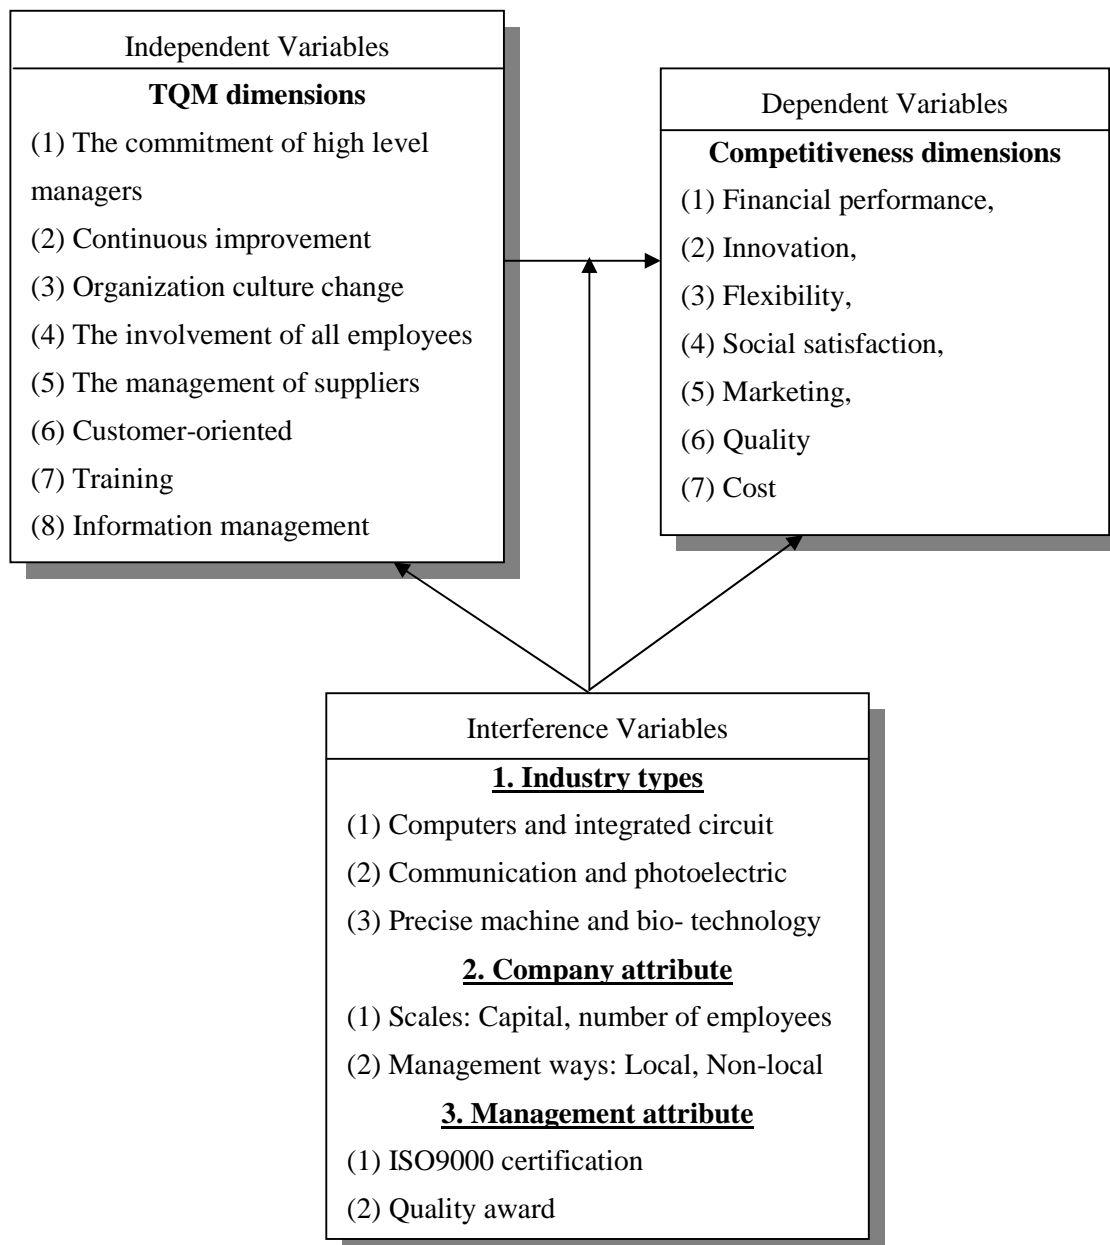 Independent Variables
TQM dimensions
(1) The commitment of high level
managers
(2) Continuous improvement
(3) Organization culture change
(4) The involvement of all employees
(5) The management of suppliers
(6) Customer-oriented
(7) Training
(8) Information management
Dependent Variables
Competitiveness dimensions
(1) Financial performance,
(2) Innovation,
(3) Flexibility,
(4) Social satisfaction,
(5) Marketing,
(6) Quality
(7) Cost
Interference Variables
1. Industry types
(1) Computers and integrated circuit
(2) Communication and photoelectric
(3) Precise machine and bio- technology
2. Company attribute
(1) Scales: Capital, number of employees
(2) Management ways: Local, Non-local
3. Management attribute
(1) ISO9000 certification
(2) Quality award